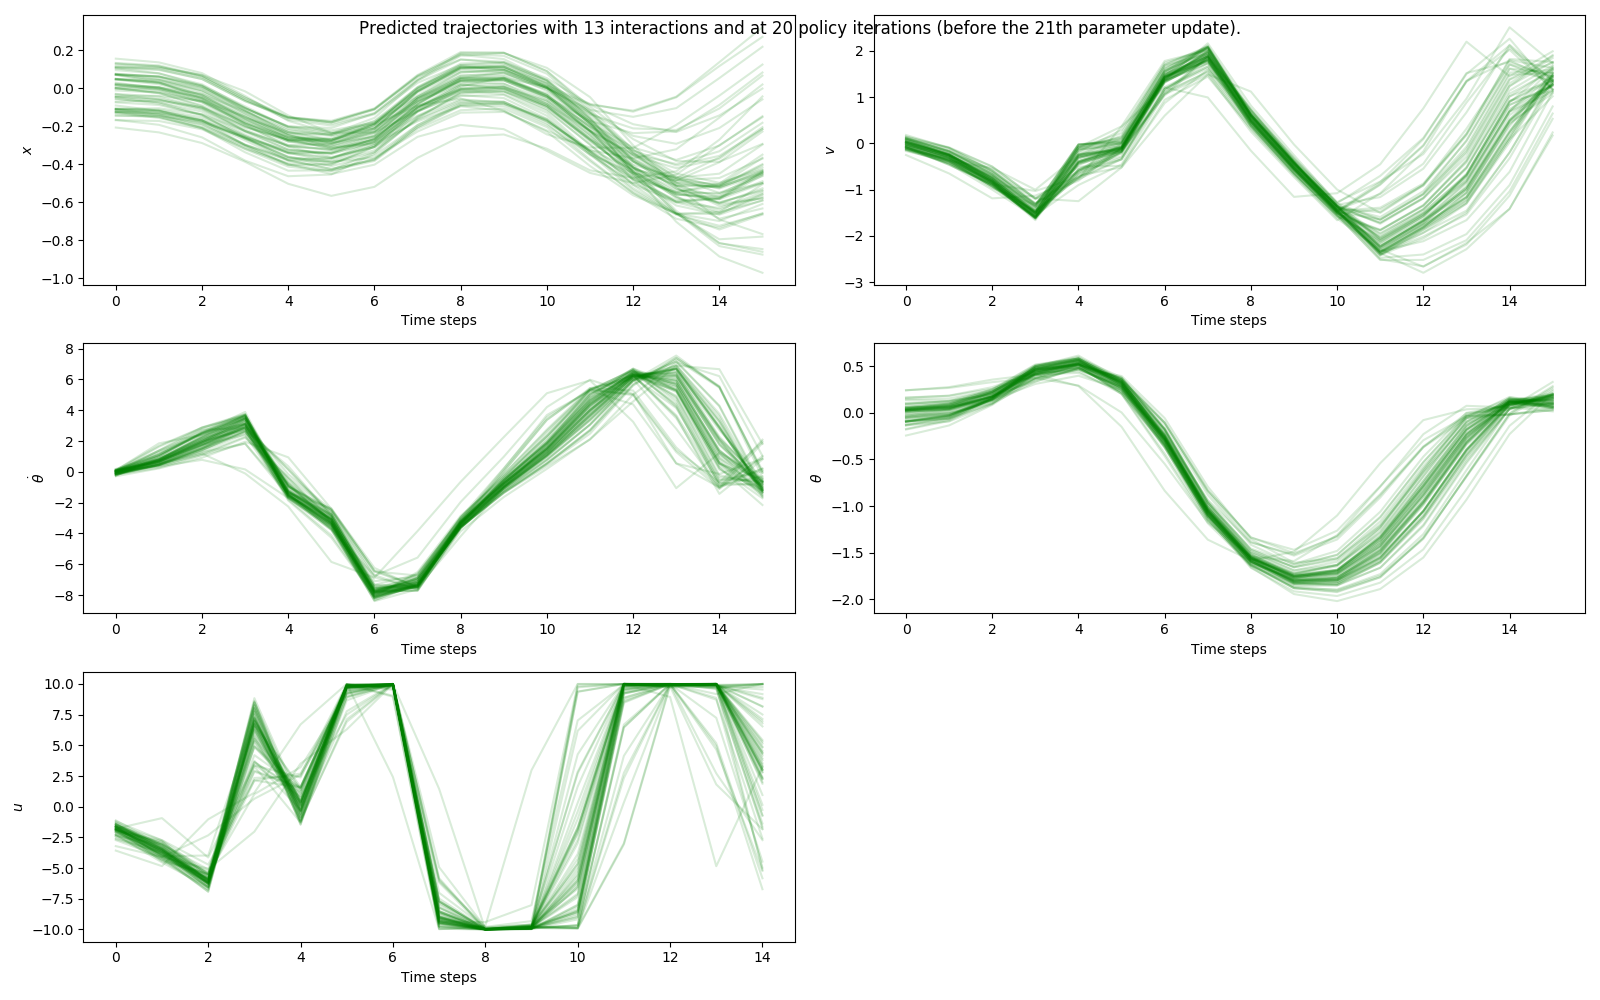 Predicted trajectories with 13 interactions and at 20 policy iterations (before the 21th parameter update).
0.2
0.0
−0.2
−0.4
−0.6
−0.8
−1.0
x
0 2 4 6 8 10 12 14
Time steps
2
1
0
−1
−2
−3
v
0 2 4 6 8 10 12 14
Time steps
8
6
4
2
0
−2
−4
−6
−8
θ̇
0 2 4 6 8 10 12 14
Time steps
0.5
0.0
−0.5
−1.0
−1.5
−2.0
θ
0 2 4 6 8 10 12 14
Time steps
10.0
7.5
5.0
2.5
0.0
−2.5
−5.0
−7.5
−10.0
u
0 2 4 6 8 10 12 14
Time steps